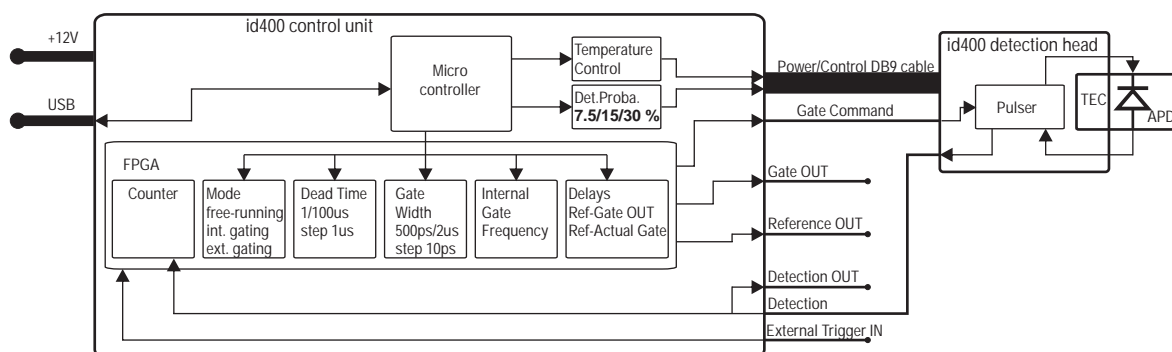 id400 control unit
+12V
USB
Micro
controller
Temperature
Control
Det.Proba.
7.5/15/30 %
Power/Control DB9 cable
id400 detection head
Pulser
TEC
APD
Gate Command
FPGA
Counter
Mode
free-running
int. gating
ext. gating
Dead Time
1/100us
step 1us
Gate
Width
500ps/2us
step 10ps
Internal
Gate
Frequency
Delays
Ref-Gate OUT
Ref-Actual Gate
Gate OUT
Reference OUT
Detection OUT
Detection
External Trigger IN